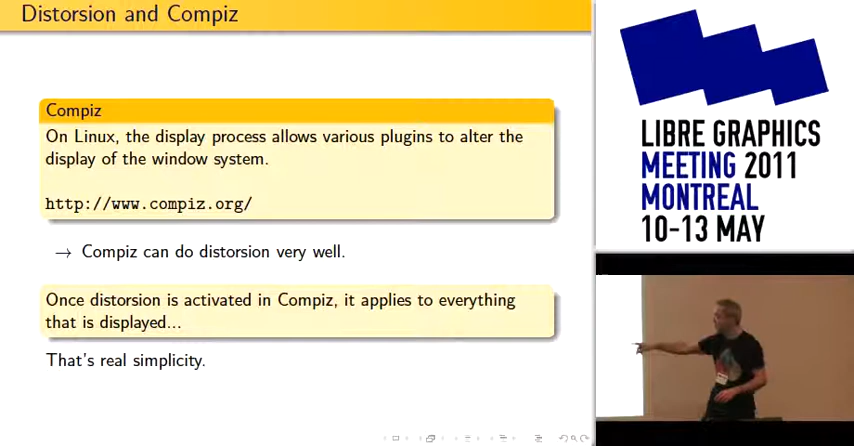 Distorsion and Compiz
Compiz
On Linux, the display process allows various plugins to alter the
display of the window system.
http://www.compiz.org/
→ Compiz can do distorsion very well.
Once distorsion is activated in Compiz, it applies to everything
that is displayed...
That's real simplicity.
LIBRE GRAPHICS
MEETING 2011
MONTREAL
10-13 MAY